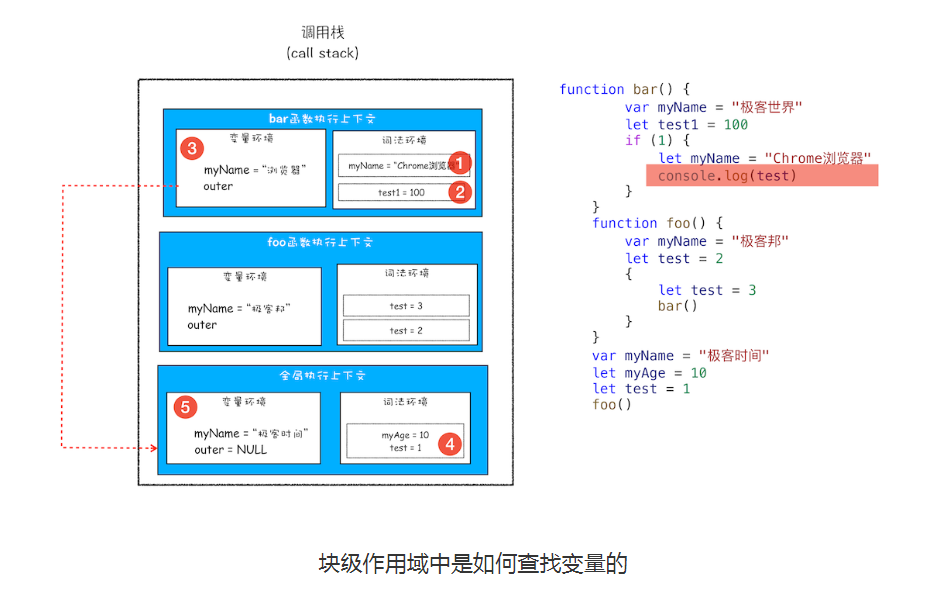 调用栈
(call stack)
bar函数执行上下文
变量环境
词法环境
3
myName = "浏览器"
outer
myName = "Chrome浏览器"
1
test1 = 100
2
foo函数执行上下文
变量环境
词法环境
myName = "极客邦"
outer
test = 3
test = 2
全局执行上下文
5
变量环境
词法环境
myName = "极客时间"
outer = NULL
myAge = 10
test = 1
4
function bar() {
var myName = "极客世界"
let test1 = 100
if (1) {
let myName = "Chrome浏览器"
console.log(test)
}
}
function foo() {
var myName = "极客邦"
let test = 2
{
let test = 3
bar()
}
}
var myName = "极客时间"
let myAge = 10
let test = 1
foo()
块级作用域中是如何查找变量的